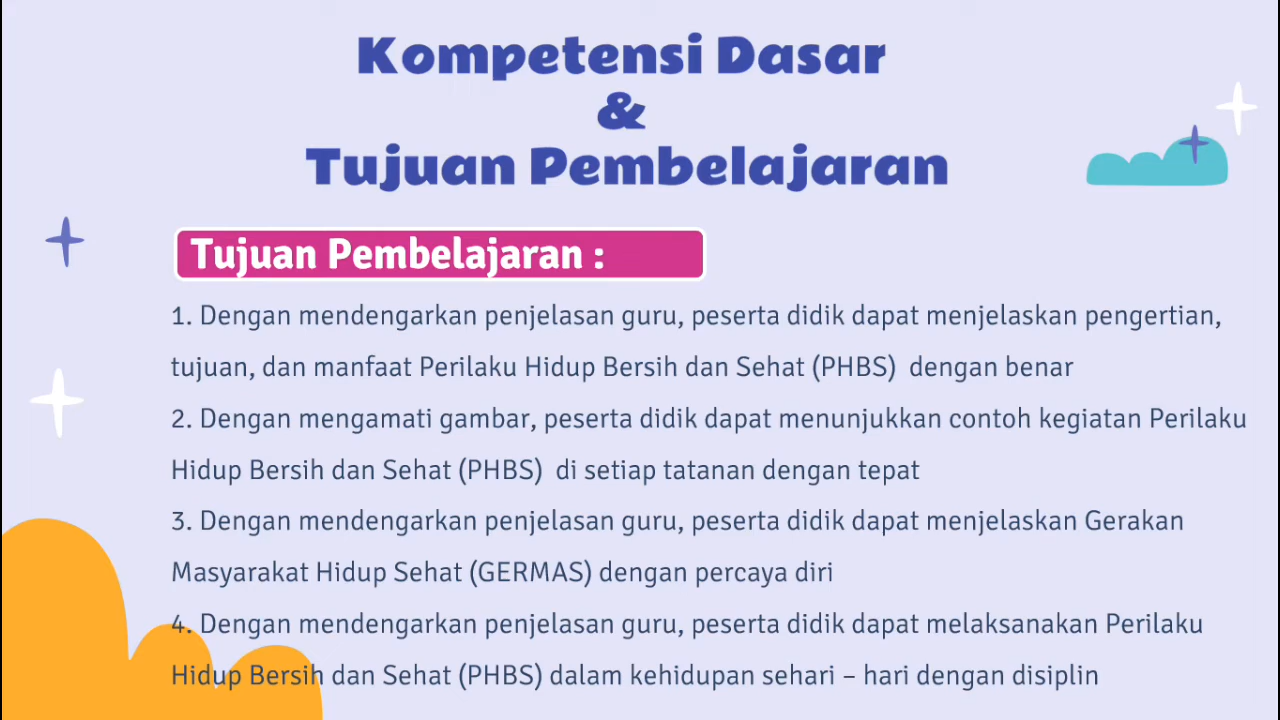 Kompetensi Dasar
&
Tujuan Pembelajaran
Tujuan Pembelajaran :
1. Dengan mendengarkan penjelasan guru, peserta didik dapat menjelaskan pengertian,
tujuan, dan manfaat Perilaku Hidup Bersih dan Sehat (PHBS) dengan benar
2. Dengan mengamati gambar, peserta didik dapat menunjukkan contoh kegiatan Perilaku
Hidup Bersih dan Sehat (PHBS) di setiap tatanan dengan tepat
3. Dengan mendengarkan penjelasan guru, peserta didik dapat menjelaskan Gerakan
Masyarakat Hidup Sehat (GERMAS) dengan percaya diri
4. Dengan mendengarkan penjelasan guru, peserta didik dapat melaksanakan Perilaku
Hidup Bersih dan Sehat (PHBS) dalam kehidupan sehari – hari dengan disiplin